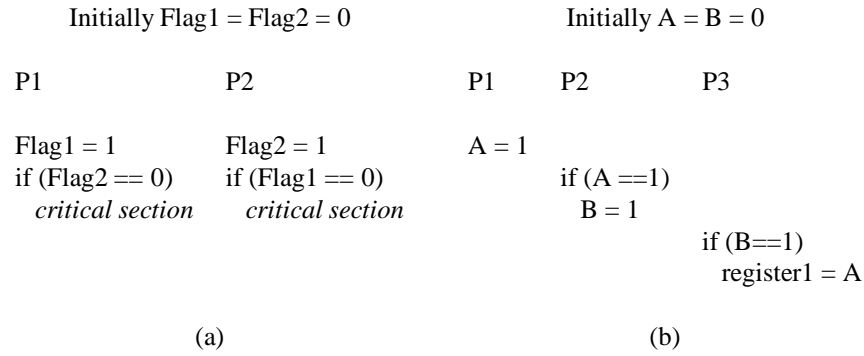 Initially Flag1 = Flag2 = 0
P1 P2
Flag1 = 1 Flag2 = 1
if (Flag2 == 0) if (Flag1 == 0)
critical section critical section
(a)
Initially A = B = 0
P1 P2 P3
A = 1
if (A ==1)
B = 1
if (B==1)
register1 = A
(b)